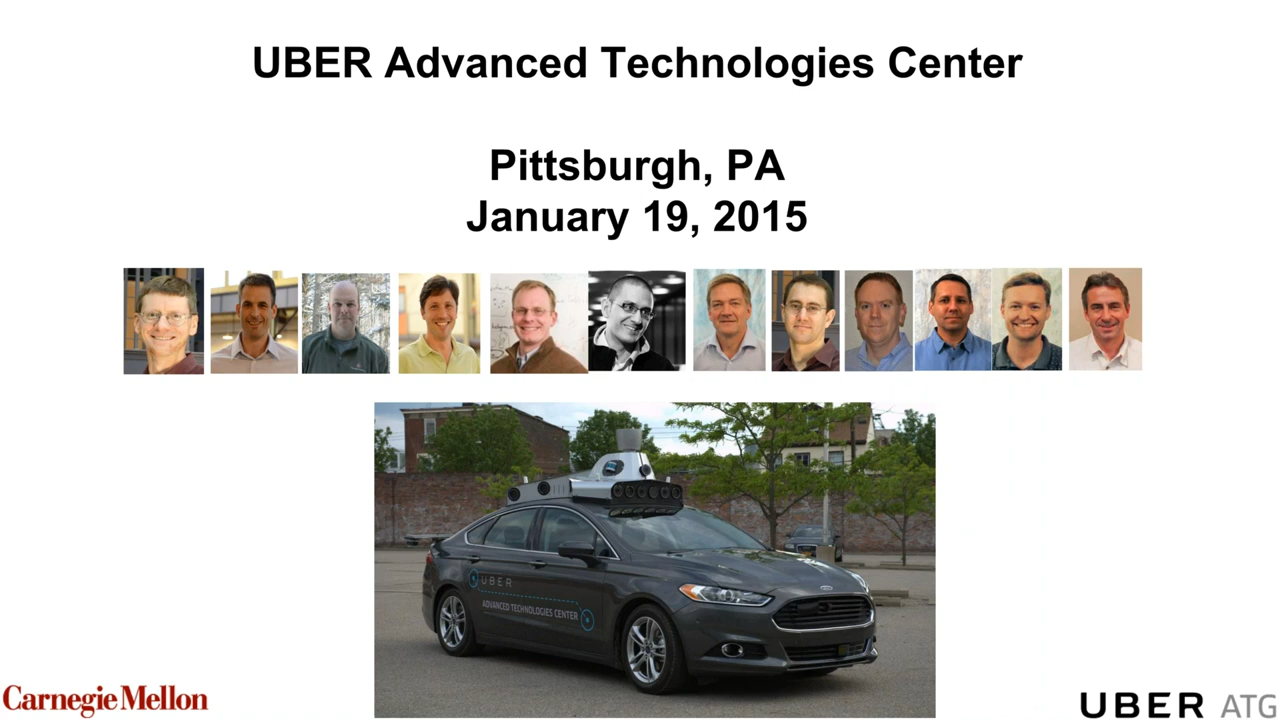 UBER Advanced Technologies Center
Pittsburgh, PA
January 19, 2015
UBER
ADVANCED TECHNOLOGIES CENTER
Carnegie Mellon
UBER ATG